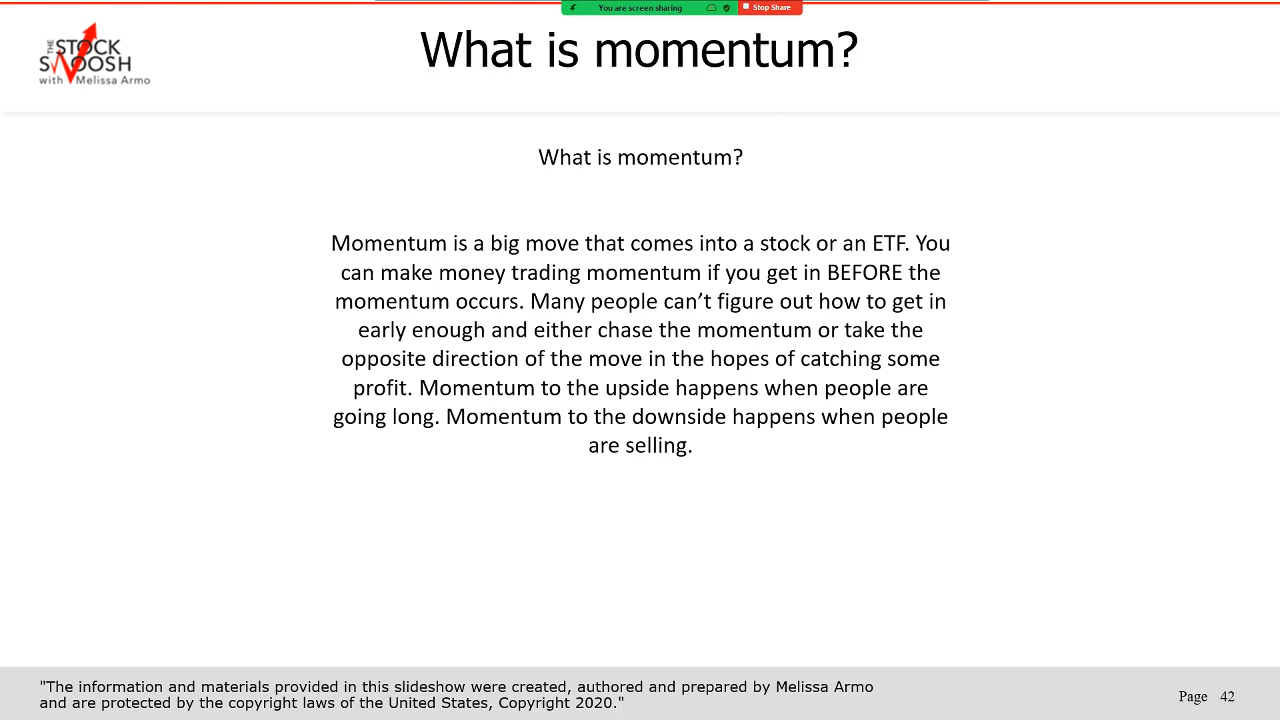 You are screen sharing
Stop Share
THE
STOCK
SWOOSH
with Melissa Armo
What is momentum?
What is momentum?
Momentum is a big move that comes into a stock or an ETF. You
can make money trading momentum if you get in BEFORE the
momentum occurs. Many people can’t figure out how to get in
early enough and either chase the momentum or take the
opposite direction of the move in the hopes of catching some
profit. Momentum to the upside happens when people are
going long. Momentum to the downside happens when people
are selling.
"The information and materials provided in this slideshow were created, authored and prepared by Melissa Armo
and are protected by the copyright laws of the United States, Copyright 2020."
Page 42